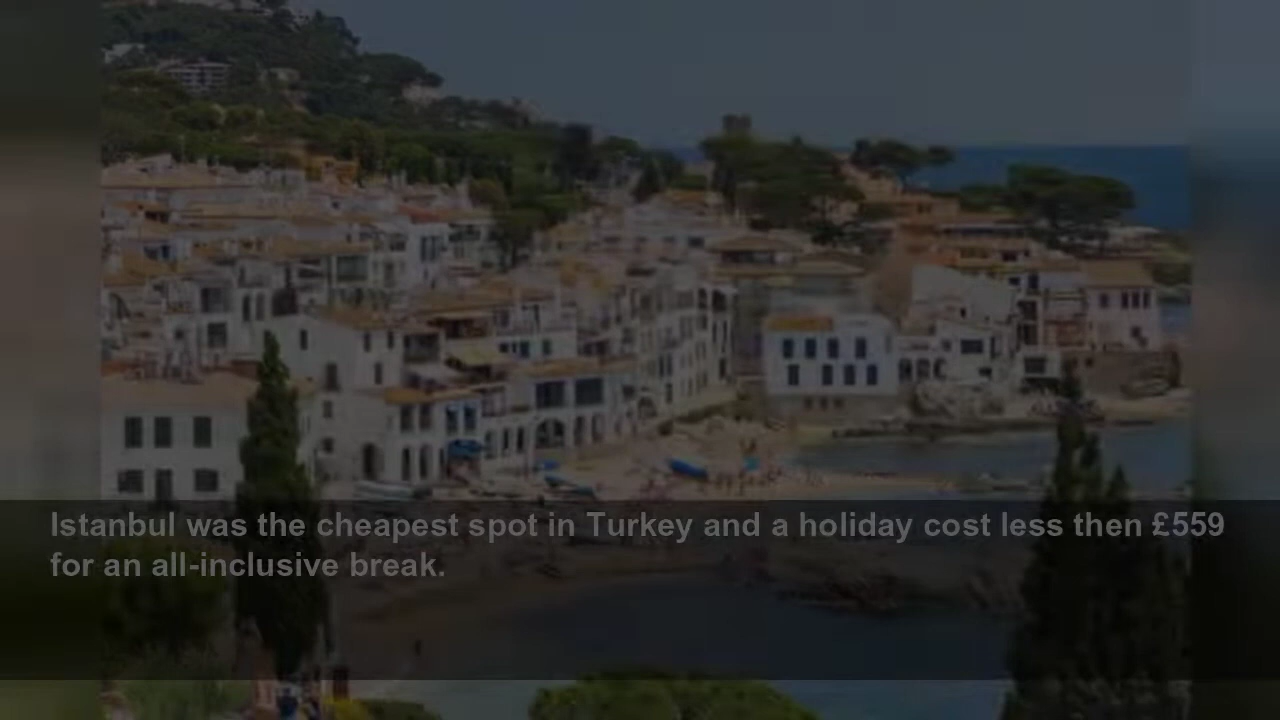 Istanbul was the cheapest spot in Turkey and a holiday cost less then £559
for an all-inclusive break.